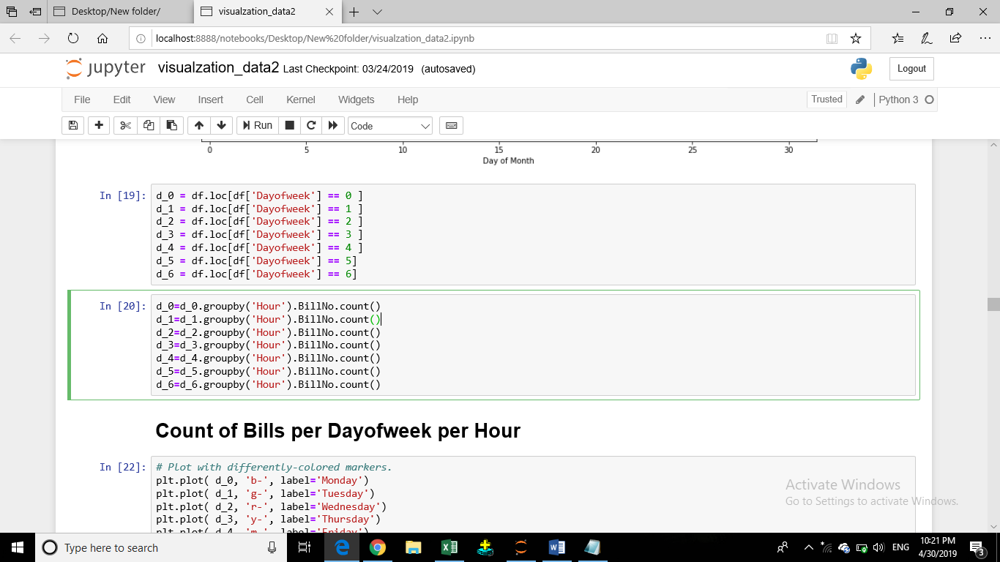 Desktop/New folder/
visualzation_data2
localhost:8888/notebooks/Desktop/New%20folder/visualzation_data2.ipynb
jupyter visualzation_data2 Last Checkpoint: 03/24/2019 (autosaved)
Logout
File Edit View Insert Cell Kernel Widgets Help
Trusted
Python 3
Run
Code
0 5 10 15 20 25 30
Day of Month
In [19]:
d_0 = df.loc[df['Dayofweek'] == 0 ]
d_1 = df.loc[df['Dayofweek'] == 1 ]
d_2 = df.loc[df['Dayofweek'] == 2 ]
d_3 = df.loc[df['Dayofweek'] == 3 ]
d_4 = df.loc[df['Dayofweek'] == 4 ]
d_5 = df.loc[df['Dayofweek'] == 5]
d_6 = df.loc[df['Dayofweek'] == 6]
In [20]:
d_0=d_0.groupby('Hour').BillNo.count()
d_1=d_1.groupby('Hour').BillNo.count()
d_2=d_2.groupby('Hour').BillNo.count()
d_3=d_3.groupby('Hour').BillNo.count()
d_4=d_4.groupby('Hour').BillNo.count()
d_5=d_5.groupby('Hour').BillNo.count()
d_6=d_6.groupby('Hour').BillNo.count()
Count of Bills per Dayofweek per Hour
In [22]:
# Plot with differently-colored markers.
plt.plot( d_0, 'b-', label='Monday')
plt.plot( d_1, 'g-', label='Tuesday')
plt.plot( d_2, 'r-', label='Wednesday')
plt.plot( d_3, 'y-', label='Thursday')
plt.plot( d_4, 'm-', label='Friday')
Activate Windows
Go to Settings to activate Windows.
Type here to search
ENG
10:21 PM
4/30/2019
3